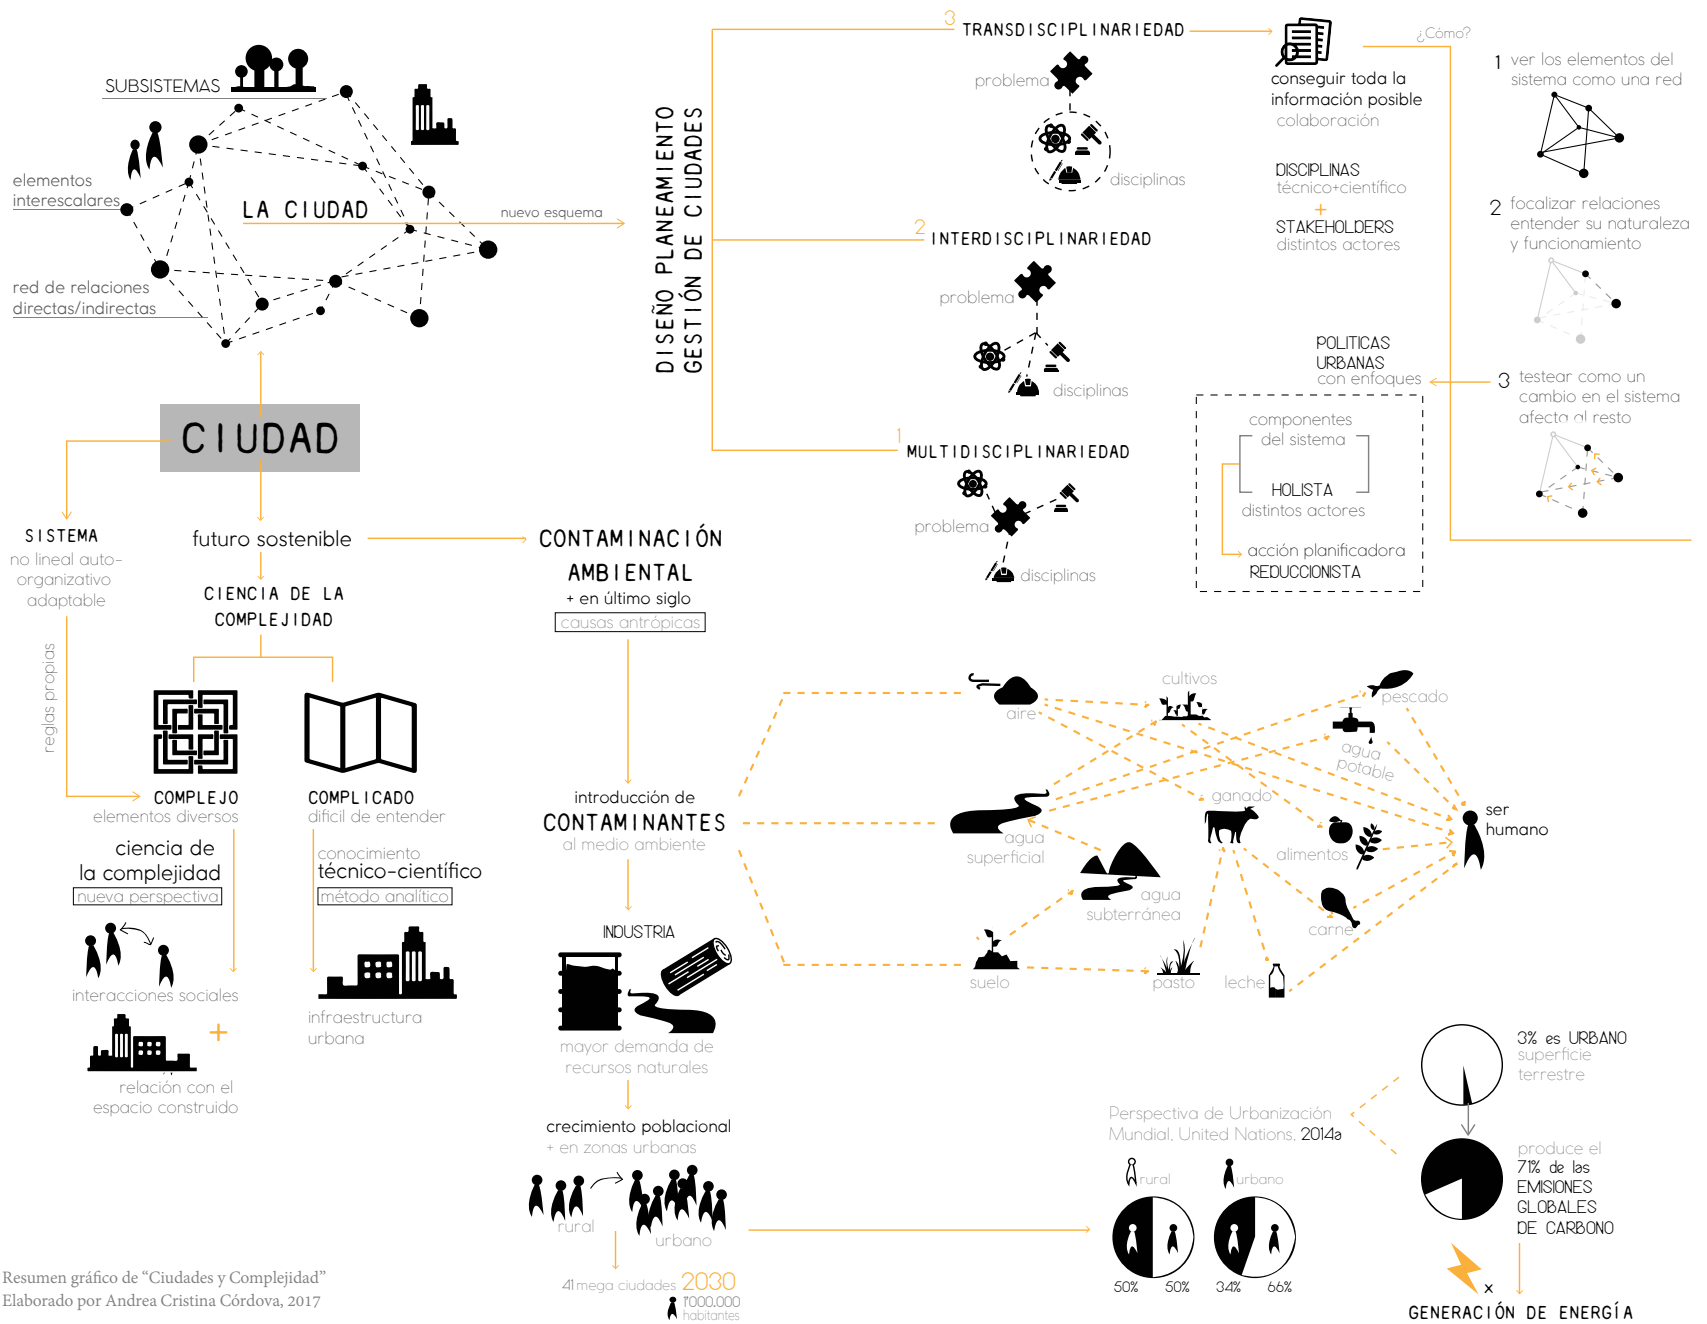 SUBSISTEMAS
elementos
interescalares
LA CIUDAD
nuevo esquema
red de relaciones
directas/indirectas
DISEÑO PLANEAMIENTO
GESTIÓN DE CIUDADES
3 TRANSDISCIPLINARIEDAD
problema
disciplinas
2 INTERDISCIPLINARIEDAD
problema
disciplinas
1 MULTIDISCIPLINARIEDAD
problema
disciplinas
conseguir toda la
información posible
colaboración
DISCIPLINAS
técnico+científico
+
STAKEHOLDERS
distintos actores
¿Cómo?
1 ver los elementos del
sistema como una red
2 focalizar relaciones
entender su naturaleza
y funcionamiento
3 testear como un
cambio en el sistema
afecta al resto
POLITICAS
URBANAS
con enfoques
componentes
del sistema
HOLISTA
distintos actores
acción planificadora
REDUCCIONISTA
CIUDAD
SISTEMA
no lineal auto-
organizativo
adaptable
reglas propias
futuro sostenible
CIENCIA DE LA
COMPLEJIDAD
COMPLEJO
elementos diversos
ciencia de
la complejidad
nueva perspectiva
interacciones sociales
+
relación con el
espacio construido
COMPLICADO
dificil de entender
conocimiento
técnico-científico
método analítico
infraestructura
urbana
CONTAMINACIÓN
AMBIENTAL
+ en último siglo
causas antrópicas
introducción de
CONTAMINANTES
al medio ambiente
INDUSTRIA
mayor demanda de
recursos naturales
crecimiento poblacional
+ en zonas urbanas
rural
urbano
41 mega ciudades 2030
1'000.000
habitantes
aire
cultivos
pescado
agua
potable
agua
superficial
ganado
ser
humano
alimentos
agua
subterránea
carne
suelo
pasto
leche
Perspectiva de Urbanización
Mundial, United Nations, 2014a
rural
urbano
50% 50%
34% 66%
3% es URBANO
superficie
terrestre
produce el
71% de las
EMISIONES
GLOBALES
DE CARBONO
x
GENERACIÓN DE ENERGÍA
Resumen gráfico de “Ciudades y Complejidad”
Elaborado por Andrea Cristina Córdova, 2017